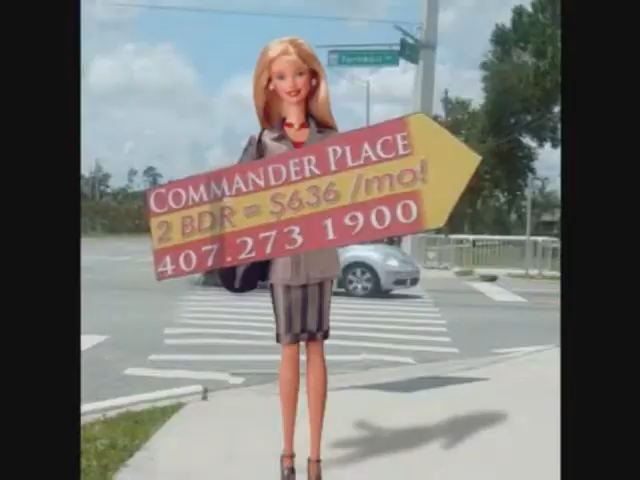 COMMANDER PLACE
2 BDR = $636 /mo!
407.273 1900